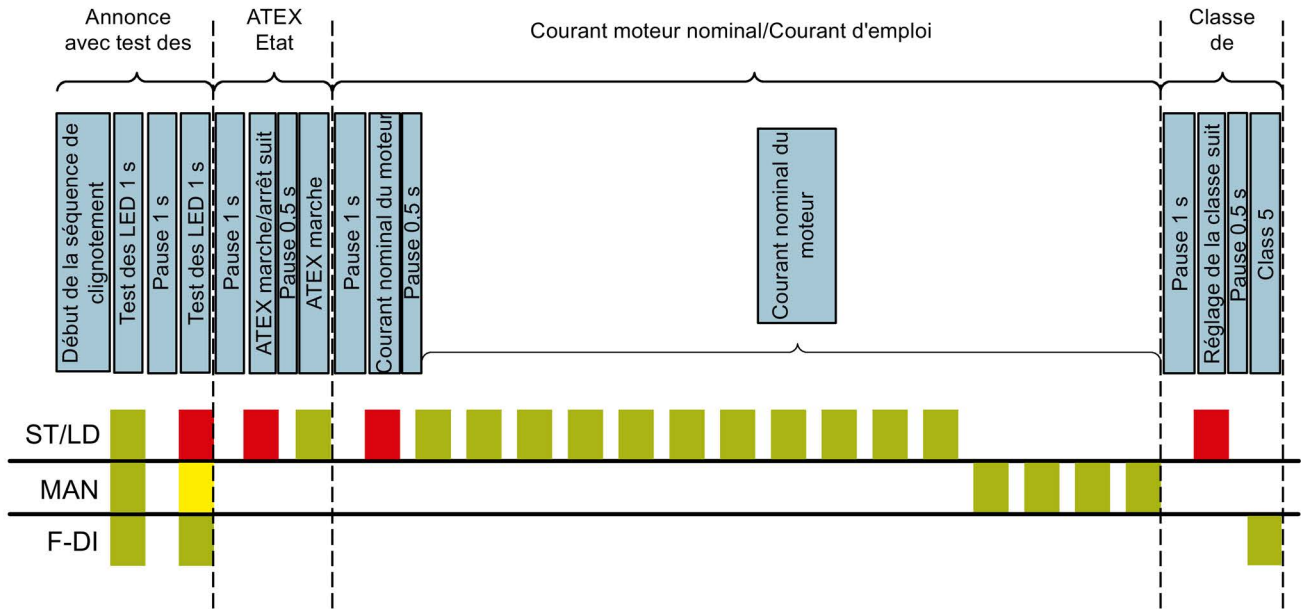 Annonce
avec test des
ATEX
Etat
Courant moteur nominal/Courant d'emploi
Classe
de
Début de la séquence de
clignotement
Test des LED 1 s
Pause 1 s
Test des LED 1 s
Pause 1 s
ATEX marche/arrêt suit
Pause 0,5 s
ATEX marche
Pause 1 s
Courant nominal du moteur
Pause 0,5 s
Courant nominal du
moteur
Pause 1 s
Réglage de la classe suit
Pause 0,5 s
Class 5
ST/LD
MAN
F-DI